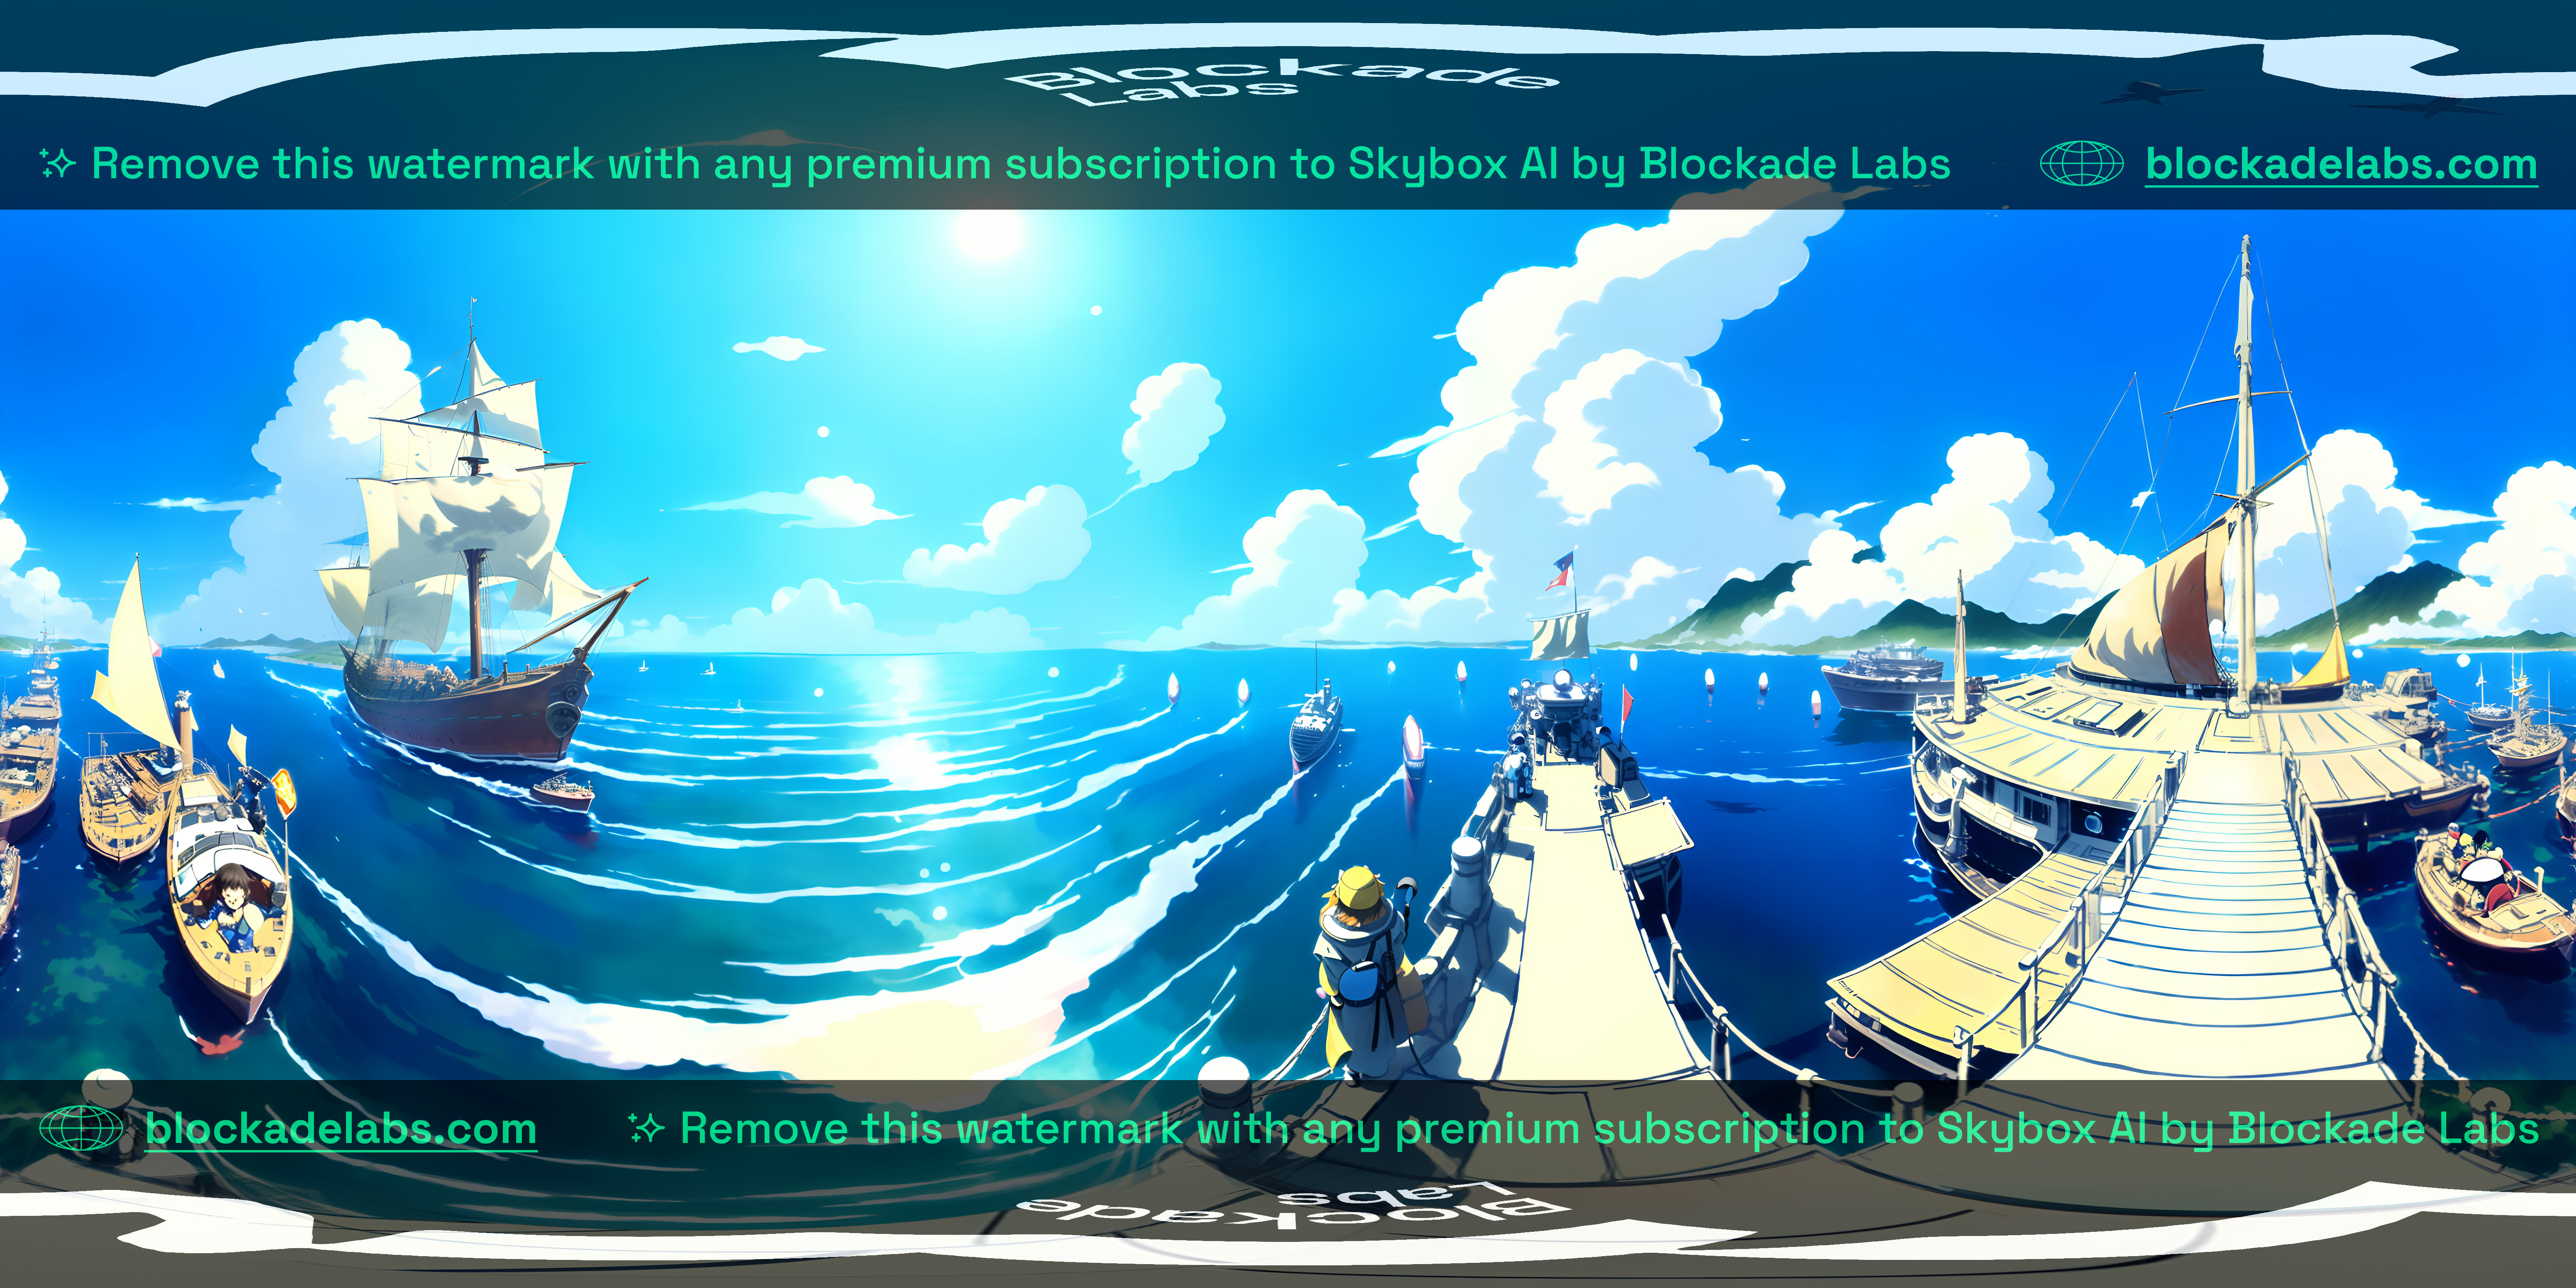 Blockade
Labs
Remove this watermark with any premium subscription to Skybox AI by Blockade Labs
blockadelabs.com
blockadelabs.com
Remove this watermark with any premium subscription to Skybox AI by Blockade Labs
Labs
Blockade